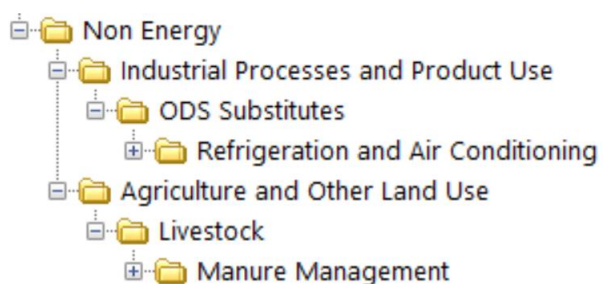 Non Energy
Industrial Processes and Product Use
ODS Substitutes
Refrigeration and Air Conditioning
Agriculture and Other Land Use
Livestock
Manure Management